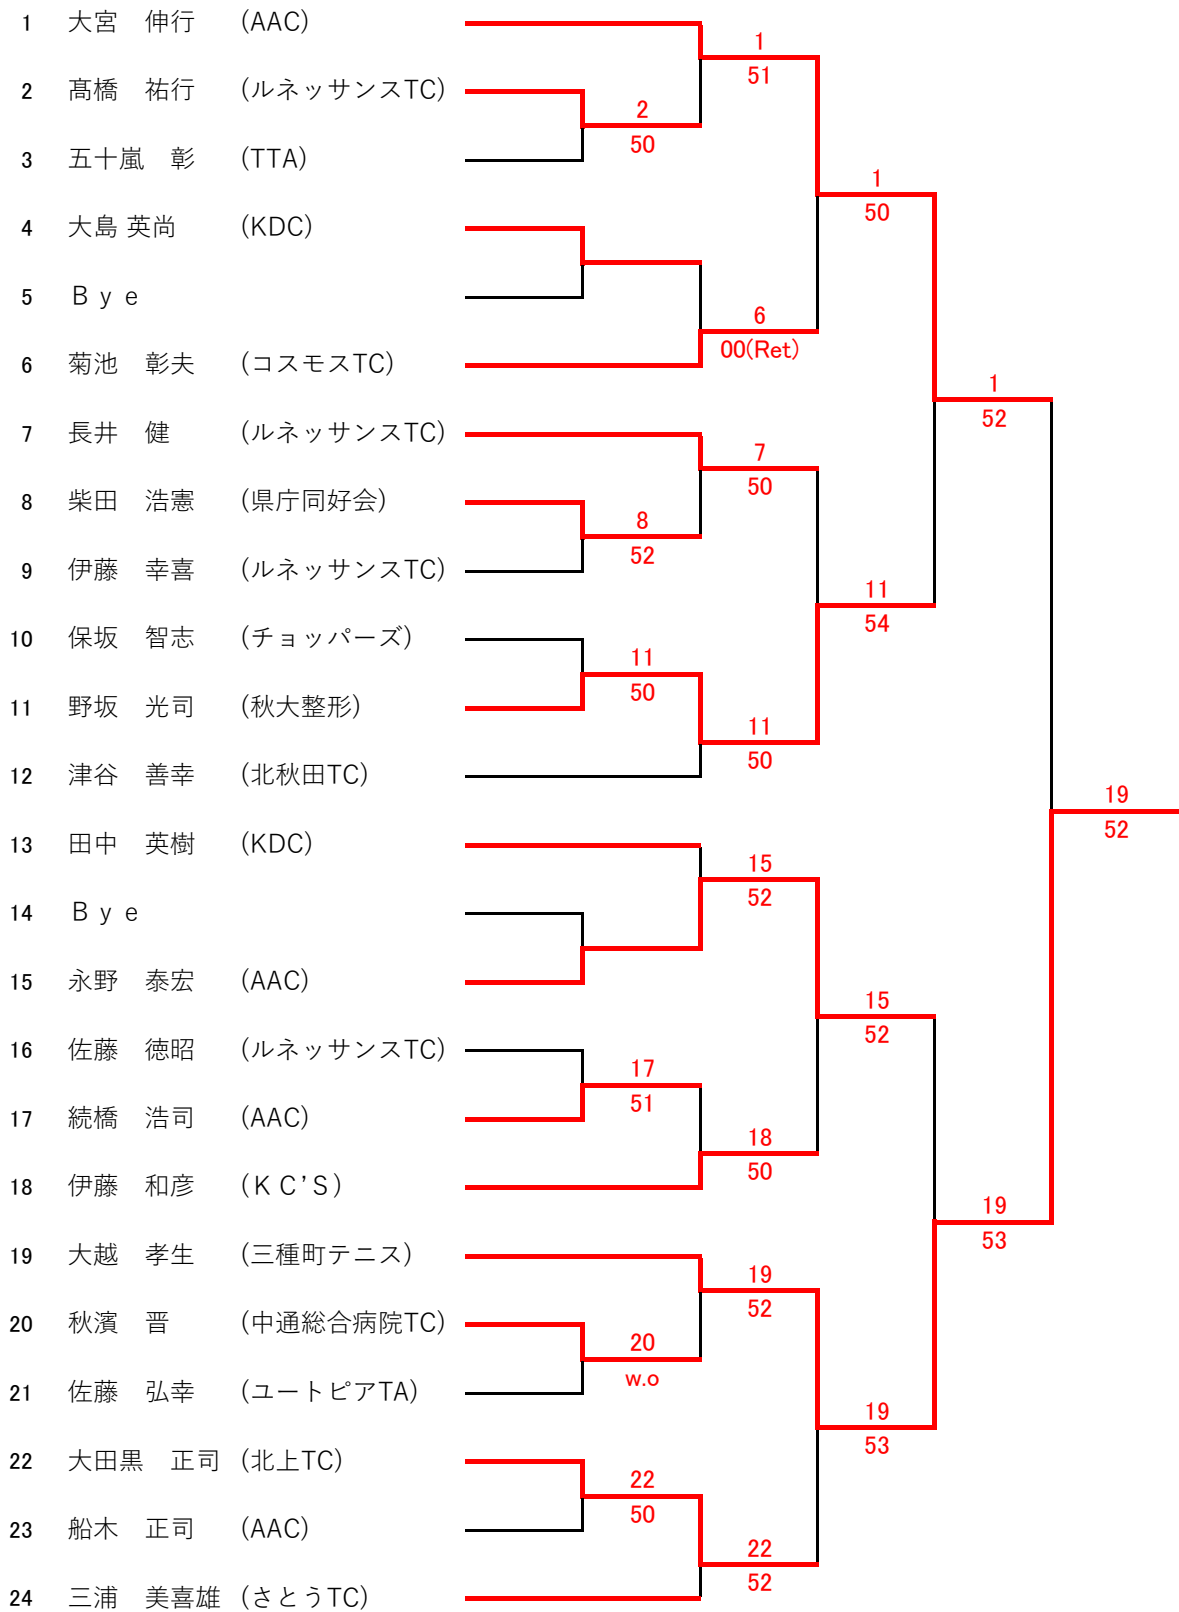 1 大宮　伸行 (AAC)
1
51
2 髙橋　祐行 (ルネッサンスTC)
2
50
3 五十嵐　彰 (TTA)
1
50
4 大島 英尚 (KDC)
5 Ｂｙｅ
6
00(Ret)
6 菊池　彰夫 (コスモスTC)
1
52
7 長井　健 (ルネッサンスTC)
7
50
8 柴田　浩憲 (県庁同好会)
8
52
9 伊藤　幸喜 (ルネッサンスTC)
11
54
10 保坂　智志 (チョッパーズ)
11
50
11 野坂　光司 (秋大整形)
11
50
12 津谷　善幸 (北秋田TC)
19
52
13 田中　英樹 (KDC)
15
52
14 Ｂｙｅ
15 永野　泰宏 (AAC)
15
52
16 佐藤　徳昭 (ルネッサンスTC)
17
51
17 続橋　浩司 (AAC)
18
50
18 伊藤　和彦 (ＫＣ’Ｓ)
19
53
19 大越　孝生 (三種町テニス)
19
52
20 秋濱　晋 (中通総合病院TC)
20
w.o
21 佐藤　弘幸 (ユートピアTA)
19
53
22 大田黒　正司 (北上TC)
22
50
23 船木　正司 (AAC)
22
52
24 三浦　美喜雄 (さとうTC)